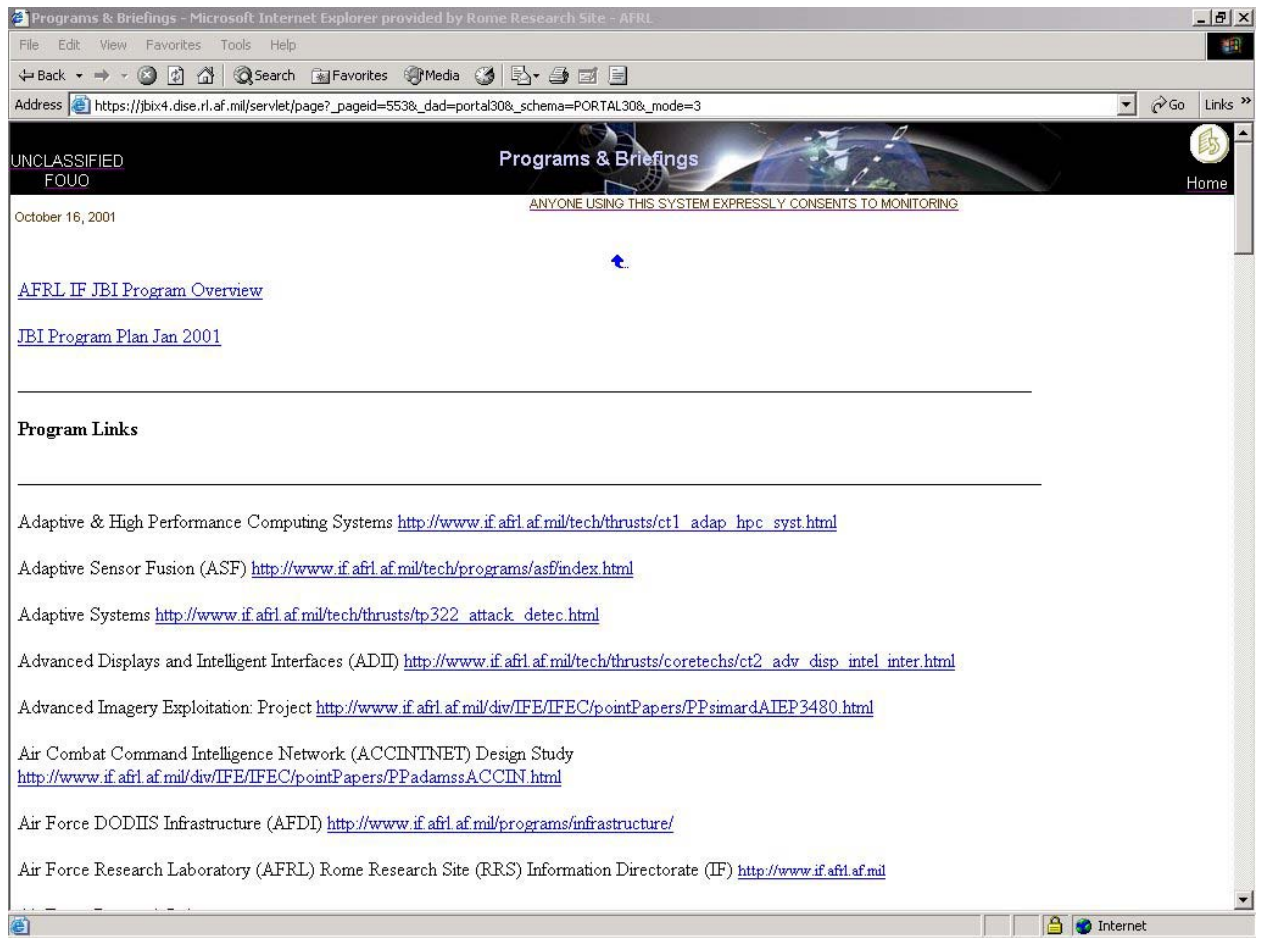 Programs & Briefings - Microsoft Internet Explorer provided by Rome Research Site - AFRL
File Edit View Favorites Tools Help
Back Search Favorites Media
Address https://jbix4.dise.rl.af.mil/servlet/page?_pageid=553&_dad=portal30&_schema=PORTAL30&_mode=3 Go Links »
UNCLASSIFIED
FOUO
Programs & Briefings
Home
ANYONE USING THIS SYSTEM EXPRESSLY CONSENTS TO MONITORING
October 16, 2001
AFRL IF JBI Program Overview
JBI Program Plan Jan 2001
Program Links
Adaptive & High Performance Computing Systems http://www.if.afrl.af.mil/tech/thrusts/ct1_adap_hpc_syst.html
Adaptive Sensor Fusion (ASF) http://www.if.afrl.af.mil/tech/programs/asf/index.html
Adaptive Systems http://www.if.afrl.af.mil/tech/thrusts/tp322_attack_detec.html
Advanced Displays and Intelligent Interfaces (ADII) http://www.if.afrl.af.mil/tech/thrusts/coretechs/ct2_adv_disp_intel_inter.html
Advanced Imagery Exploitation: Project http://www.if.afrl.af.mil/div/IFE/IFEC/pointPapers/PPsimardAIEP3480.html
Air Combat Command Intelligence Network (ACCINTNET) Design Study
http://www.if.afrl.af.mil/div/IFE/IFEC/pointPapers/PPadamssACCIN.html
Air Force DODIIS Infrastructure (AFDI) http://www.if.afrl.af.mil/programs/infrastructure/
Air Force Research Laboratory (AFRL) Rome Research Site (RRS) Information Directorate (IF) http://www.if.afrl.af.mil
Internet